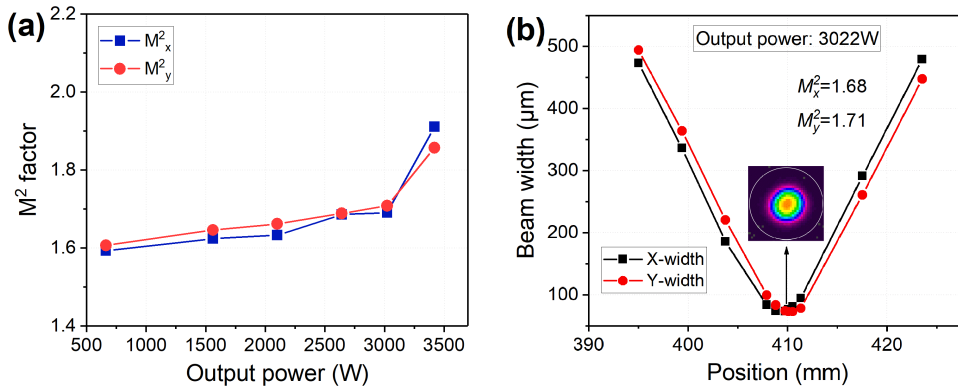 (a)
M²ₓ
M²ᵧ
M² factor
2.2
2.0
1.8
1.6
1.4
500 1000 1500 2000 2500 3000 3500
Output power (W)
(b)
Output power: 3022W
M²ₓ=1.68
M²ᵧ=1.71
X-width
Y-width
Beam width (μm)
500
400
300
200
100
390 400 410 420
Position (mm)